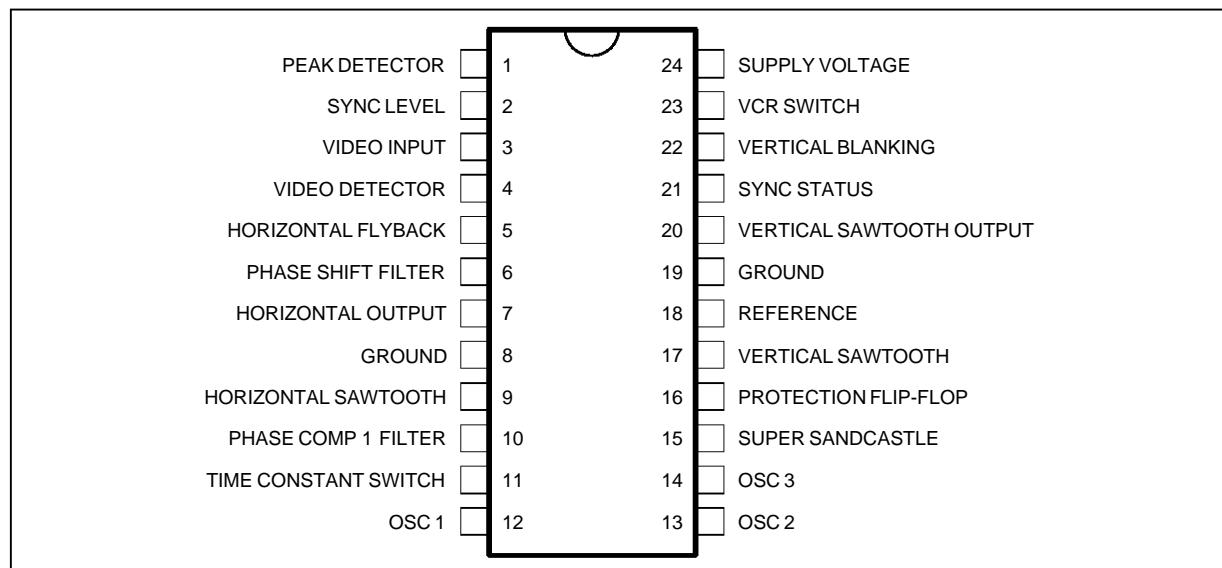 PEAK DETECTOR 1 24 SUPPLY VOLTAGE
SYNC LEVEL 2 23 VCR SWITCH
VIDEO INPUT 3 22 VERTICAL BLANKING
VIDEO DETECTOR 4 21 SYNC STATUS
HORIZONTAL FLYBACK 5 20 VERTICAL SAWTOOTH OUTPUT
PHASE SHIFT FILTER 6 19 GROUND
HORIZONTAL OUTPUT 7 18 REFERENCE
GROUND 8 17 VERTICAL SAWTOOTH
HORIZONTAL SAWTOOTH 9 16 PROTECTION FLIP-FLOP
PHASE COMP 1 FILTER 10 15 SUPER SANDCASTLE
TIME CONSTANT SWITCH 11 14 OSC 3
OSC 1 12 13 OSC 2